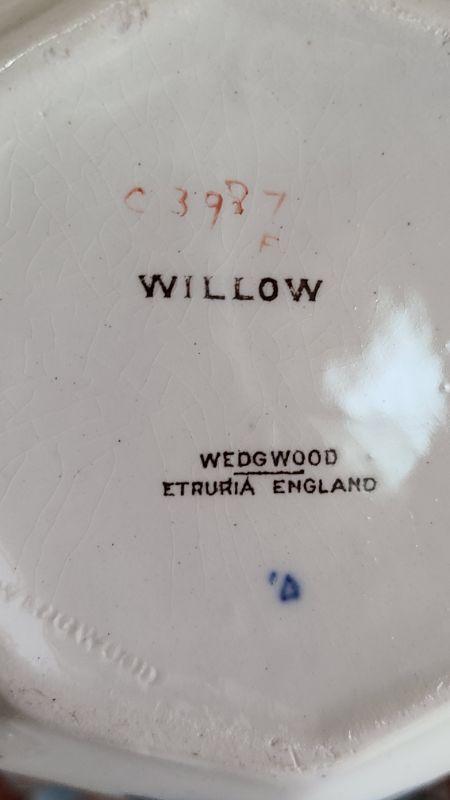 C 3987
F
WILLOW
WEDGWOOD
ETRURIA ENGLAND
WEDGWOOD